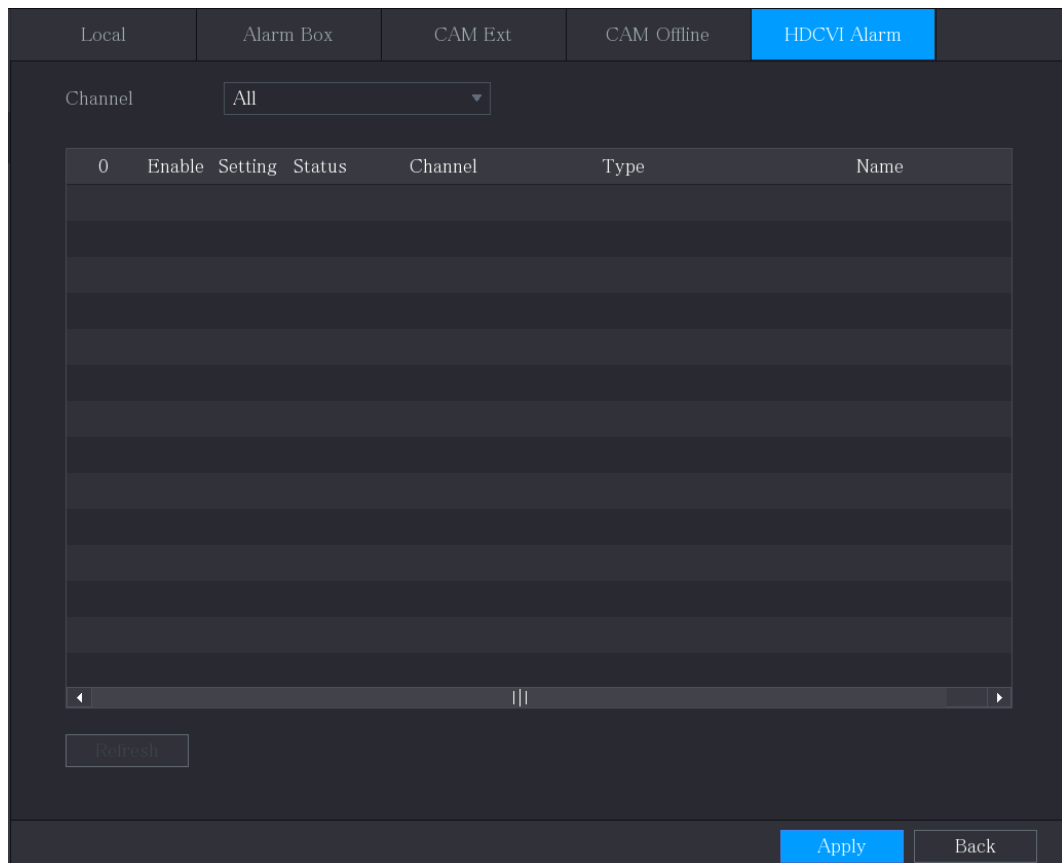 Local Alarm Box CAM Ext CAM Offline HDCVI Alarm
Channel All
0 Enable Setting Status Channel Type Name
Refresh
Apply Back